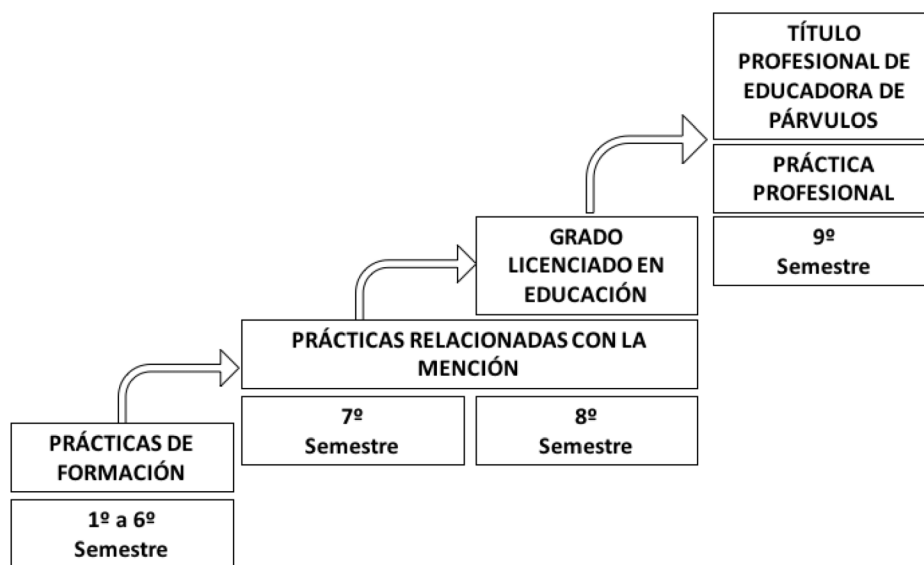 TÍTULO
PROFESIONAL DE
EDUCADORA DE
PÁRVULOS
PRÁCTICA
PROFESIONAL
9º
Semestre
GRADO
LICENCIADO EN
EDUCACIÓN
PRÁCTICAS RELACIONADAS CON LA
MENCIÓN
7º
Semestre
8º
Semestre
PRÁCTICAS DE
FORMACIÓN
1º a 6º
Semestre